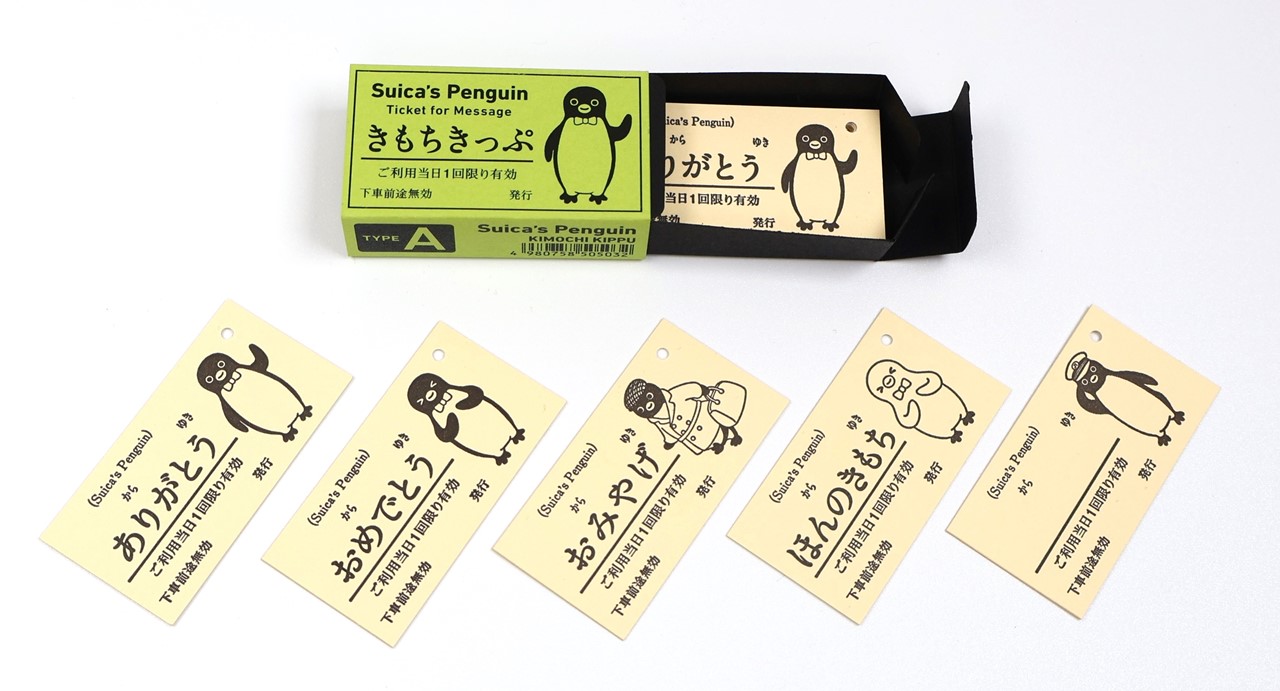 Suica's Penguin
Ticket for Message
きもちきっぷ
ご利用当日1回限り有効
下車前途無効 発行
TYPE A
Suica's Penguin
KIMOCHI KIPPU
4 980758 505032
Penguin)
から ゆき
がとう
当日1回限り有効
無効 発行
(Suica's Penguin)
から ゆき
ありがとう
ご利用当日1回限り有効
下車前途無効 発行
(Suica's Penguin)
から ゆき
おめでとう
ご利用当日1回限り有効
下車前途無効 発行
(Suica's Penguin)
から ゆき
おみやげ
ご利用当日1回限り有効
下車前途無効 発行
(Suica's Penguin)
から ゆき
ほんのきもち
ご利用当日1回限り有効
下車前途無効 発行
(Suica's Penguin)
から ゆき
ご利用当日1回限り有効
下車前途無効 発行